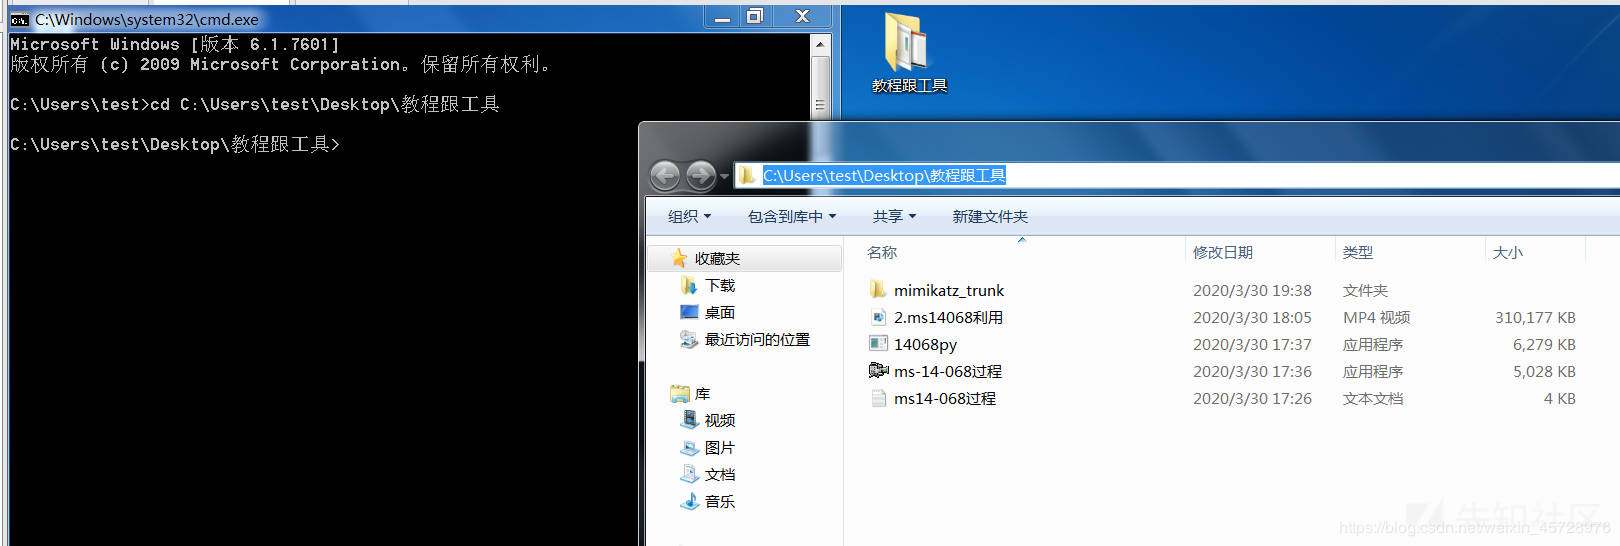 C:\Windows\system32\cmd.exe
Microsoft Windows [版本 6.1.7601]
版权所有 (c) 2009 Microsoft Corporation。保留所有权利。
C:\Users\test>cd C:\Users\test\Desktop\教程跟工具
C:\Users\test\Desktop\教程跟工具>
教程跟工具
C:\Users\test\Desktop\教程跟工具
组织 包含到库中 共享 新建文件夹
收藏夹
下载
桌面
最近访问的位置
库
视频
图片
文档
音乐
名称 修改日期 类型 大小
mimikatz_trunk 2020/3/30 19:38 文件夹
2.ms14068利用 2020/3/30 18:05 MP4 视频 310,177 KB
14068py 2020/3/30 17:37 应用程序 6,279 KB
ms-14-068过程 2020/3/30 17:36 应用程序 5,028 KB
ms14-068过程 2020/3/30 17:26 文本文档 4 KB
https://blog.csdn.net/weixin_45728976